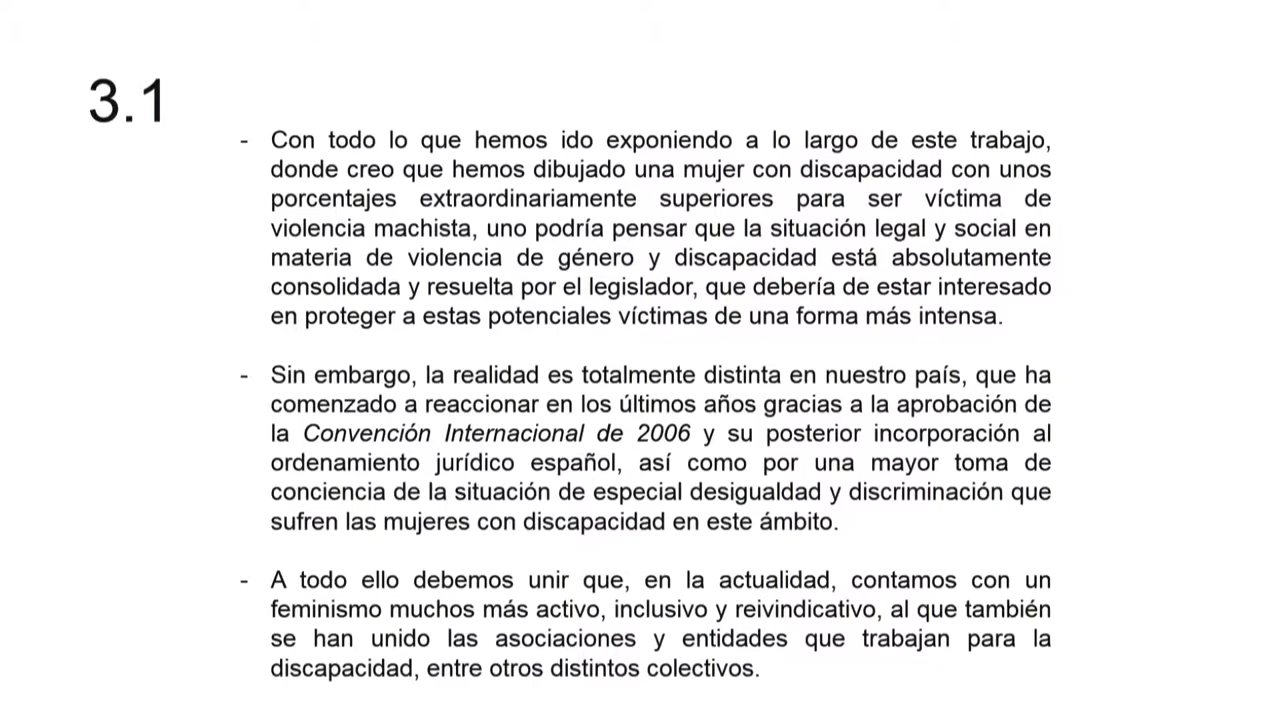 3.1
- Con todo lo que hemos ido exponiendo a lo largo de este trabajo,
donde creo que hemos dibujado una mujer con discapacidad con unos
porcentajes extraordinariamente superiores para ser víctima de
violencia machista, uno podría pensar que la situación legal y social en
materia de violencia de género y discapacidad está absolutamente
consolidada y resuelta por el legislador, que debería de estar interesado
en proteger a estas potenciales víctimas de una forma más intensa.
- Sin embargo, la realidad es totalmente distinta en nuestro país, que ha
comenzado a reaccionar en los últimos años gracias a la aprobación de
la Convención Internacional de 2006 y su posterior incorporación al
ordenamiento jurídico español, así como por una mayor toma de
conciencia de la situación de especial desigualdad y discriminación que
sufren las mujeres con discapacidad en este ámbito.
- A todo ello debemos unir que, en la actualidad, contamos con un
feminismo muchos más activo, inclusivo y reivindicativo, al que también
se han unido las asociaciones y entidades que trabajan para la
discapacidad, entre otros distintos colectivos.